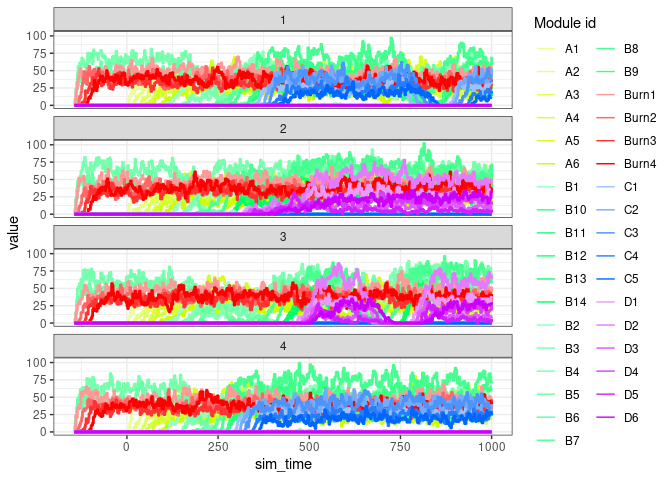 1
100
75
50
25
0
2
100
75
50
25
0
3
100
75
50
25
0
4
100
75
50
25
0
0
250
500
750
1000
sim_time
value
Module id
A1
A2
A3
A4
A5
A6
B1
B10
B11
B12
B13
B14
B2
B3
B4
B5
B6
B7
B8
B9
Burn1
Burn2
Burn3
Burn4
C1
C2
C3
C4
C5
D1
D2
D3
D4
D5
D6